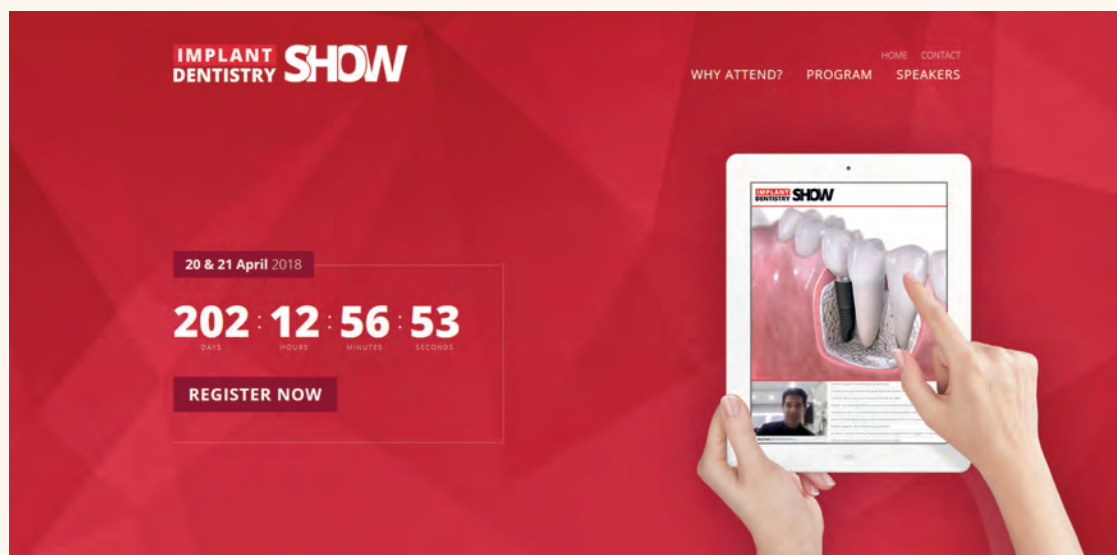 IMPLANT
DENTISTRY SHOW
HOME CONTACT
WHY ATTEND? PROGRAM SPEAKERS
IMPLANT
DENTISTRY SHOW
20 & 21 April 2018
202 : 12 : 56 : 53
DAYS HOURS MINUTES SECONDS
REGISTER NOW